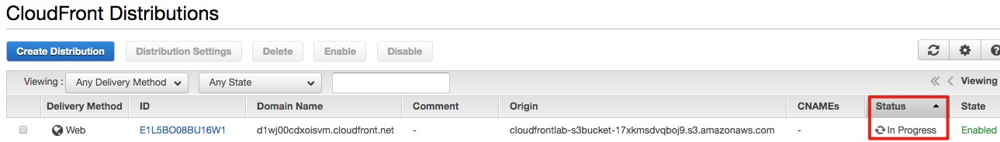 CloudFront Distributions
Create Distribution Distribution Settings Delete Enable Disable
Viewing : Any Delivery Method Any State Viewing
Delivery Method ID Domain Name Comment Origin CNAMEs Status State
Web E1L5BO08BU16W1 d1wj00cdxoisvm.cloudfront.net - cloudfrontlab-s3bucket-17xkmsdvqboj9.s3.amazonaws.com - In Progress Enabled